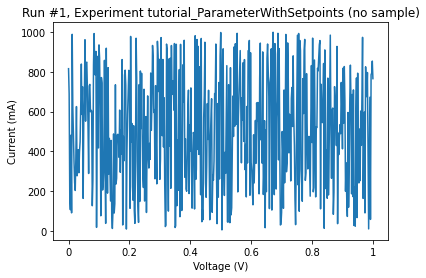 Run #1, Experiment tutorial_ParameterWithSetpoints (no sample)
1000
800
600
400
200
0
Current (mA)
0 0.2 0.4 0.6 0.8 1
Voltage (V)